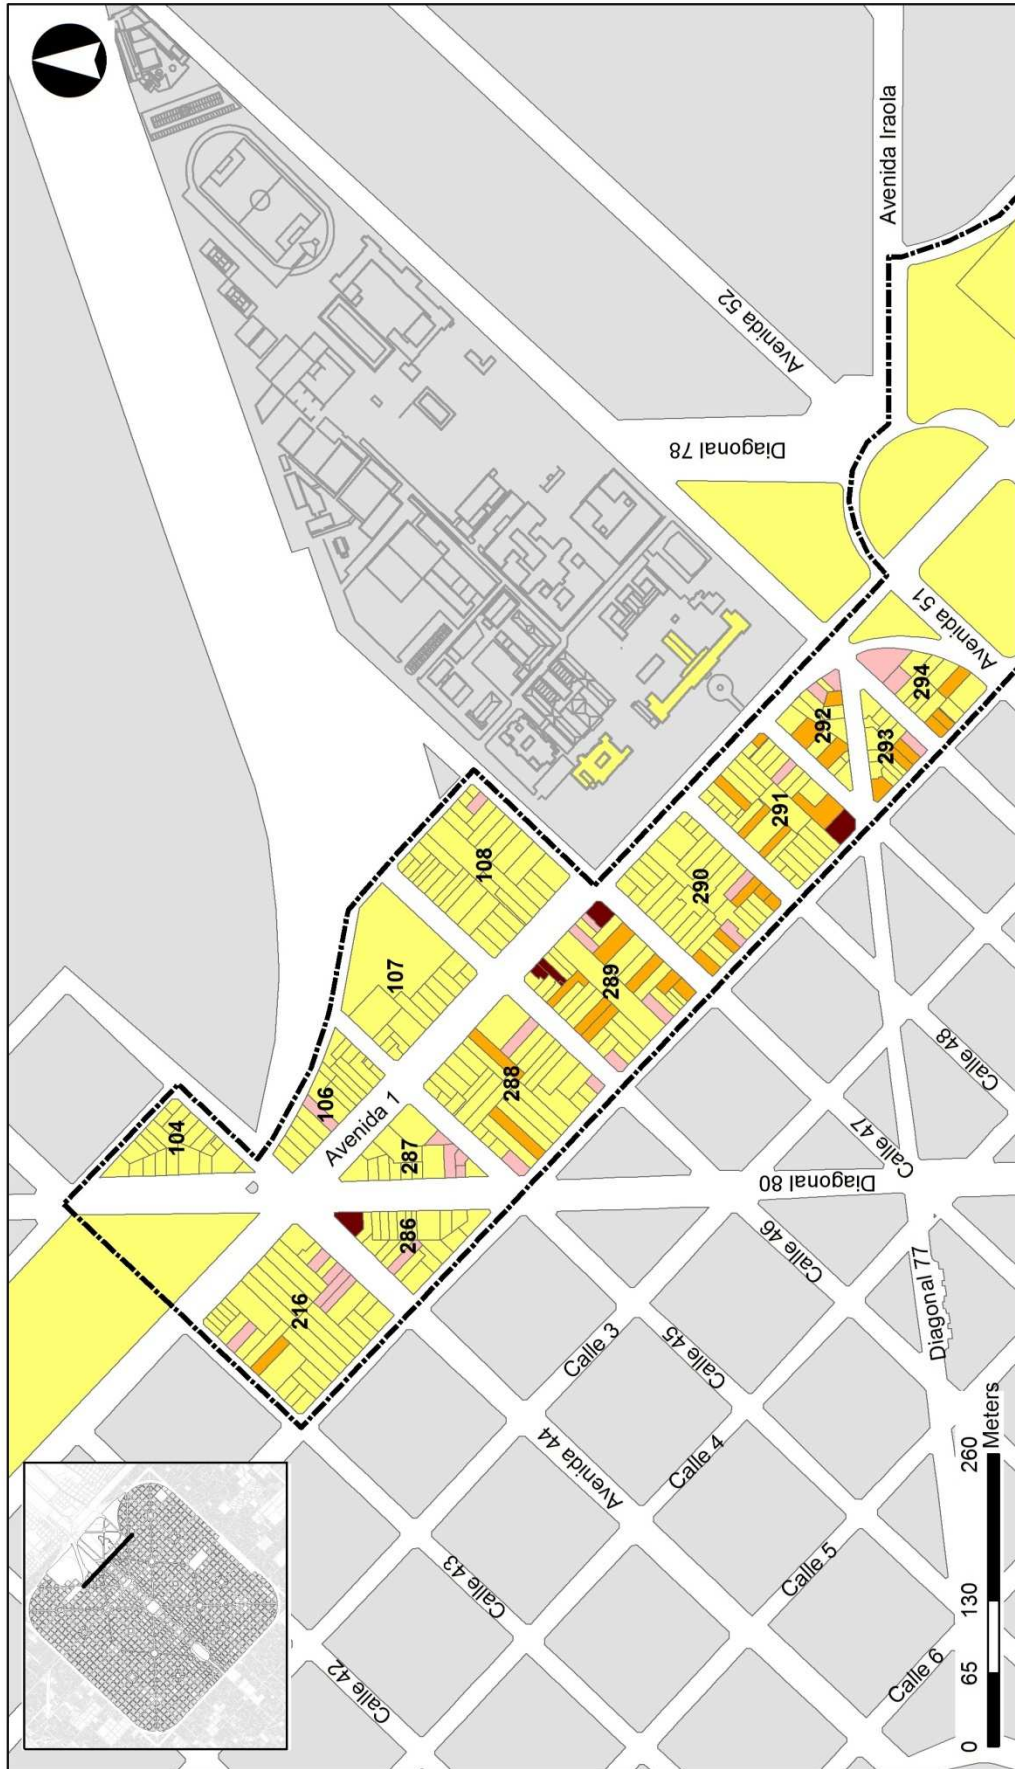 Avenida Iraola
Avenida 52
Diagonal 78
Avenida 51
104
106
107
108
Avenida 1
216
286
287
288
289
290
291
292
293
294
Calle 3
Calle 45
Calle 46
Diagonal 80
Calle 47
Calle 48
Avenida 44
Calle 4
Diagonal 77
Calle 43
Calle 5
Calle 42
Calle 6
0 65 130 260
Meters